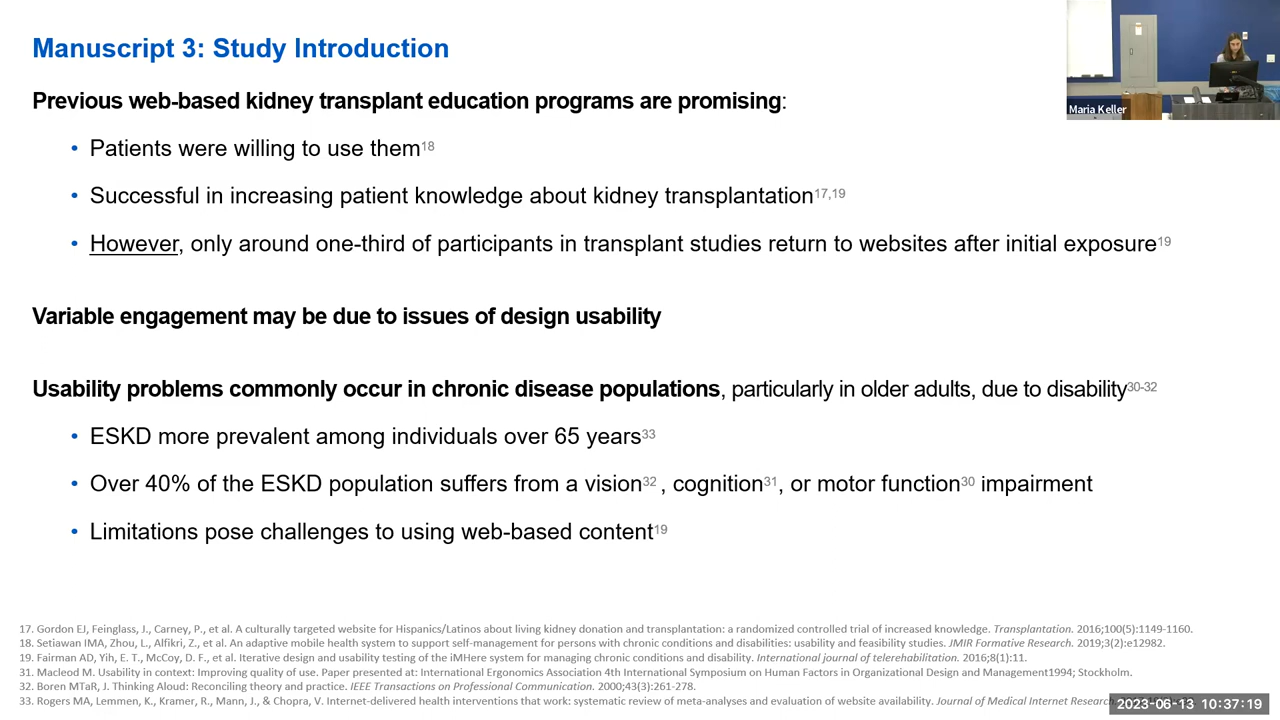 Manuscript 3: Study Introduction
Maria Keller
Previous web-based kidney transplant education programs are promising:
• Patients were willing to use them18
• Successful in increasing patient knowledge about kidney transplantation17,19
• However, only around one-third of participants in transplant studies return to websites after initial exposure19
Variable engagement may be due to issues of design usability
Usability problems commonly occur in chronic disease populations, particularly in older adults, due to disability30-32
• ESKD more prevalent among individuals over 65 years33
• Over 40% of the ESKD population suffers from a vision32 , cognition31, or motor function30 impairment
• Limitations pose challenges to using web-based content19
17. Gordon EJ, Feinglass, J., Carney, P., et al. A culturally targeted website for Hispanics/Latinos about living kidney donation and transplantation: a randomized controlled trial of increased knowledge. Transplantation. 2016;100(5):1149-1160.
18. Setiawan IMA, Zhou, L., Alfikri, Z., et al. An adaptive mobile health system to support self-management for persons with chronic conditions and disabilities: usability and feasibility studies. JMIR Formative Research. 2019;3(2):e12982.
19. Fairman AD, Yih, E. T., McCoy, D. F., et al. Iterative design and usability testing of the iMHere system for managing chronic conditions and disability. International journal of telerehabilitation. 2016;8(1):11.
31. Macleod M. Usability in context: Improving quality of use. Paper presented at: International Ergonomics Association 4th International Symposium on Human Factors in Organizational Design and Management1994; Stockholm.
32. Boren MTaR, J. Thinking Aloud: Reconciling theory and practice. IEEE Transactions on Professional Communication. 2000;43(3):261-278.
33. Rogers MA, Lemmen, K., Kramer, R., Mann, J., & Chopra, V. Internet-delivered health interventions that work: systematic review of meta-analyses and evaluation of website availability. Journal of Medical Internet Research.
2023-06-13 10:37:19